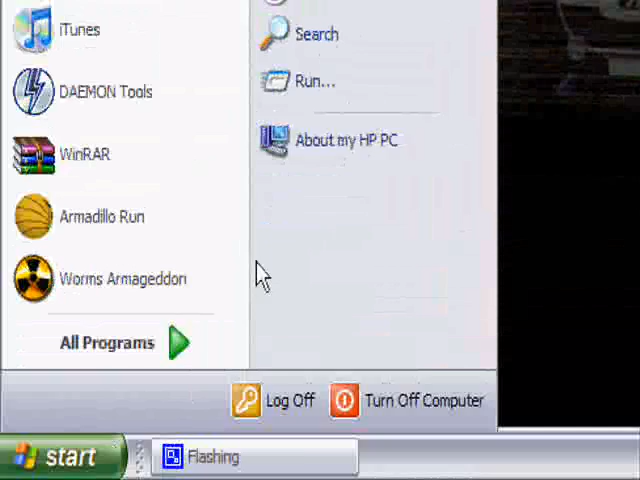 iTunes
DAEMON Tools
WinRAR
Armadillo Run
Worms Armageddon
All Programs
Search
Run...
About my HP PC
Log Off
Turn Off Computer
start
Flashing